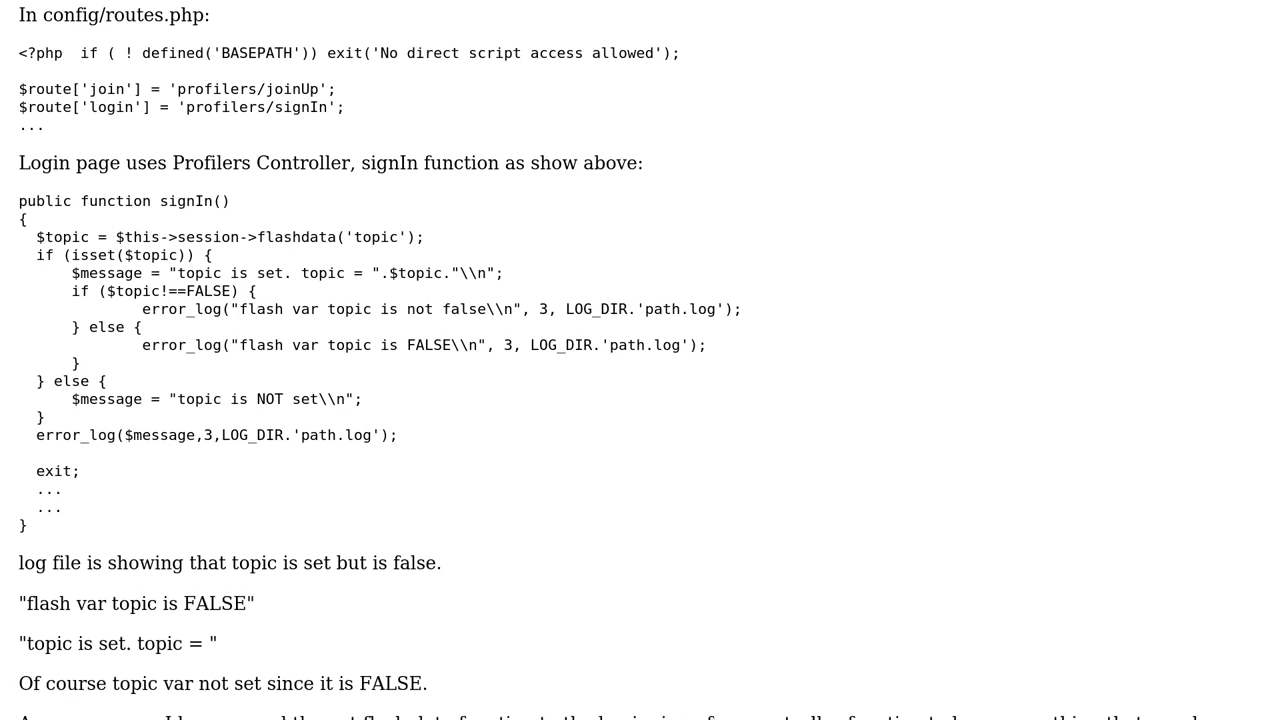 In config/routes.php:
<?php  if ( ! defined('BASEPATH')) exit('No direct script access allowed');
$route['join'] = 'profilers/joinUp';
$route['login'] = 'profilers/signIn';
...
Login page uses Profilers Controller, signIn function as show above:
public function signIn()
{
  $topic = $this->session->flashdata('topic');
  if (isset($topic)) {
      $message = "topic is set. topic = ".$topic."\\n";
      if ($topic!==FALSE) {
              error_log("flash var topic is not false\\n", 3, LOG_DIR.'path.log');
      } else {
              error_log("flash var topic is FALSE\\n", 3, LOG_DIR.'path.log');
      }
  } else {
      $message = "topic is NOT set\\n";
  }
  error_log($message,3,LOG_DIR.'path.log');
  exit;
  ...
  ...
}
log file is showing that topic is set but is false.
"flash var topic is FALSE"
"topic is set. topic = "
Of course topic var not set since it is FALSE.